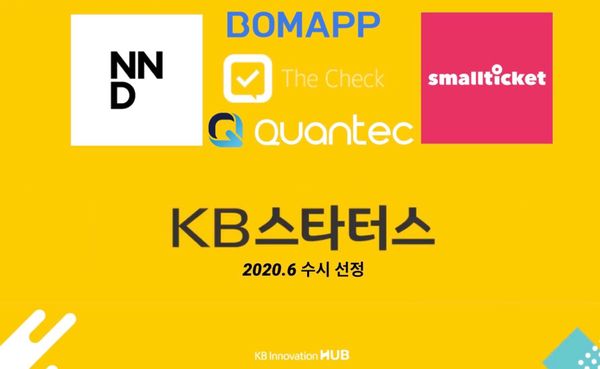 NN
D
BOMAPP
The Check
Quantec
smallticket
KB스타터스
2020.6 수시 선정
KB Innovation HUB